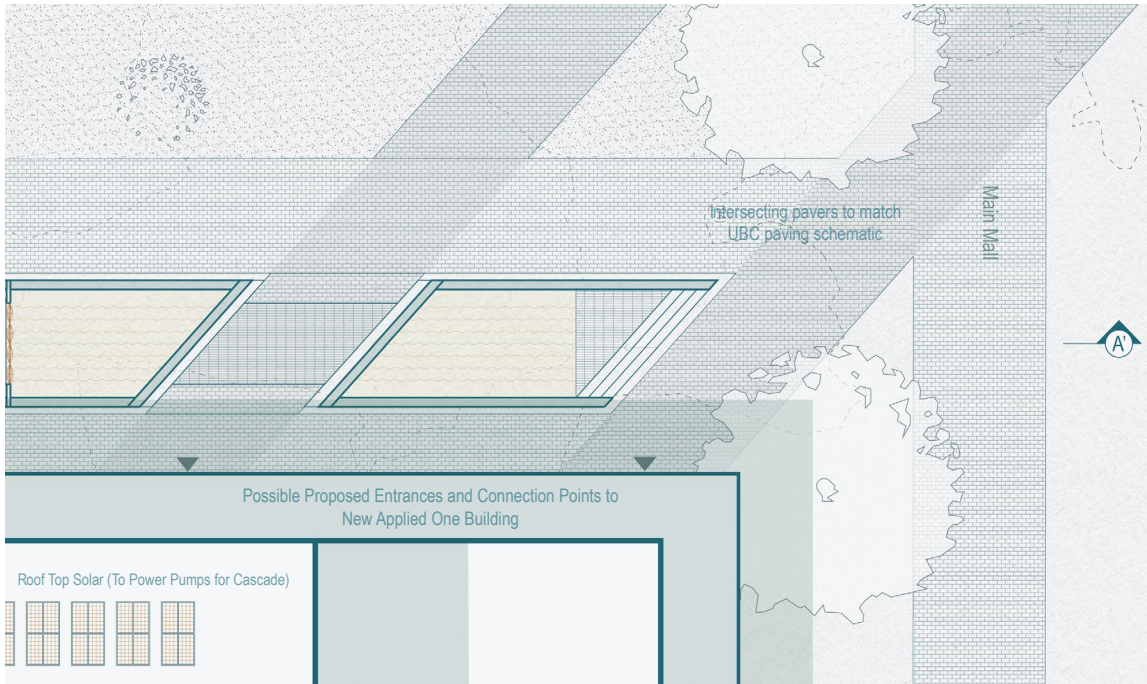 Intersecting pavers to match
UBC paving schematic
Main Mall
A'
Possible Proposed Entrances and Connection Points to
New Applied One Building
Roof Top Solar (To Power Pumps for Cascade)